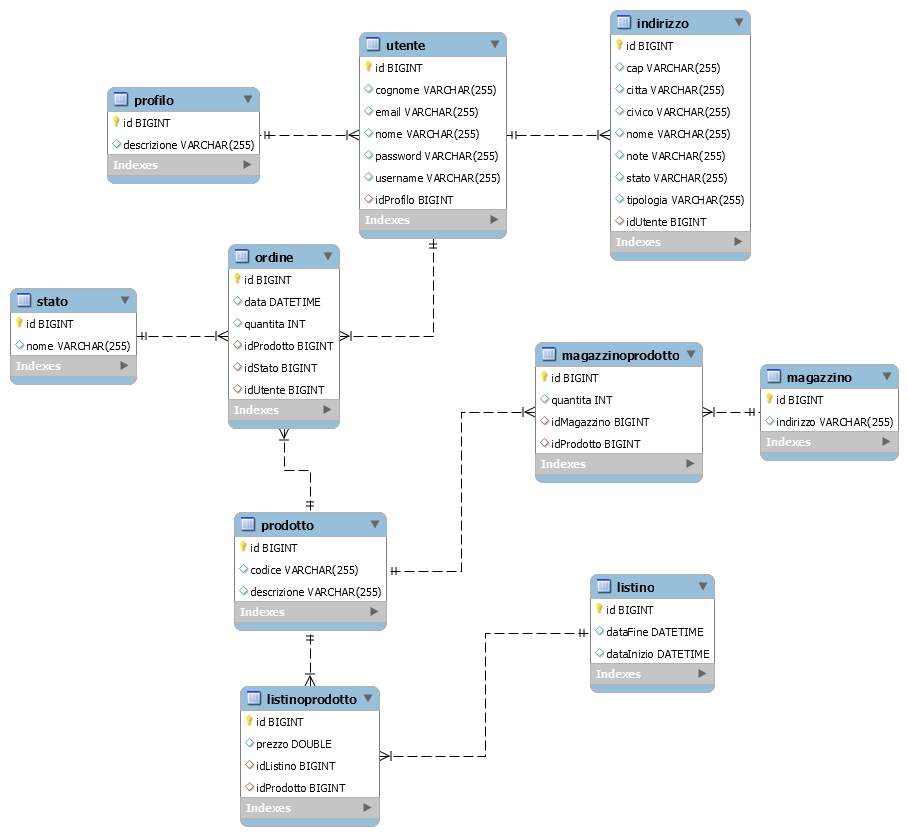 profilo
id BIGINT
descrizione VARCHAR(255)
Indexes
utente
id BIGINT
cognome VARCHAR(255)
email VARCHAR(255)
nome VARCHAR(255)
password VARCHAR(255)
username VARCHAR(255)
idProfilo BIGINT
Indexes
indirizzo
id BIGINT
cap VARCHAR(255)
citta VARCHAR(255)
civico VARCHAR(255)
nome VARCHAR(255)
note VARCHAR(255)
stato VARCHAR(255)
tipologia VARCHAR(255)
idUtente BIGINT
Indexes
stato
id BIGINT
nome VARCHAR(255)
Indexes
ordine
id BIGINT
data DATETIME
quantita INT
idProdotto BIGINT
idStato BIGINT
idUtente BIGINT
Indexes
magazzinoprodotto
id BIGINT
quantita INT
idMagazzino BIGINT
idProdotto BIGINT
Indexes
magazzino
id BIGINT
indirizzo VARCHAR(255)
Indexes
prodotto
id BIGINT
codice VARCHAR(255)
descrizione VARCHAR(255)
Indexes
listino
id BIGINT
dataFine DATETIME
dataInizio DATETIME
Indexes
listinoprodotto
id BIGINT
prezzo DOUBLE
idListino BIGINT
idProdotto BIGINT
Indexes